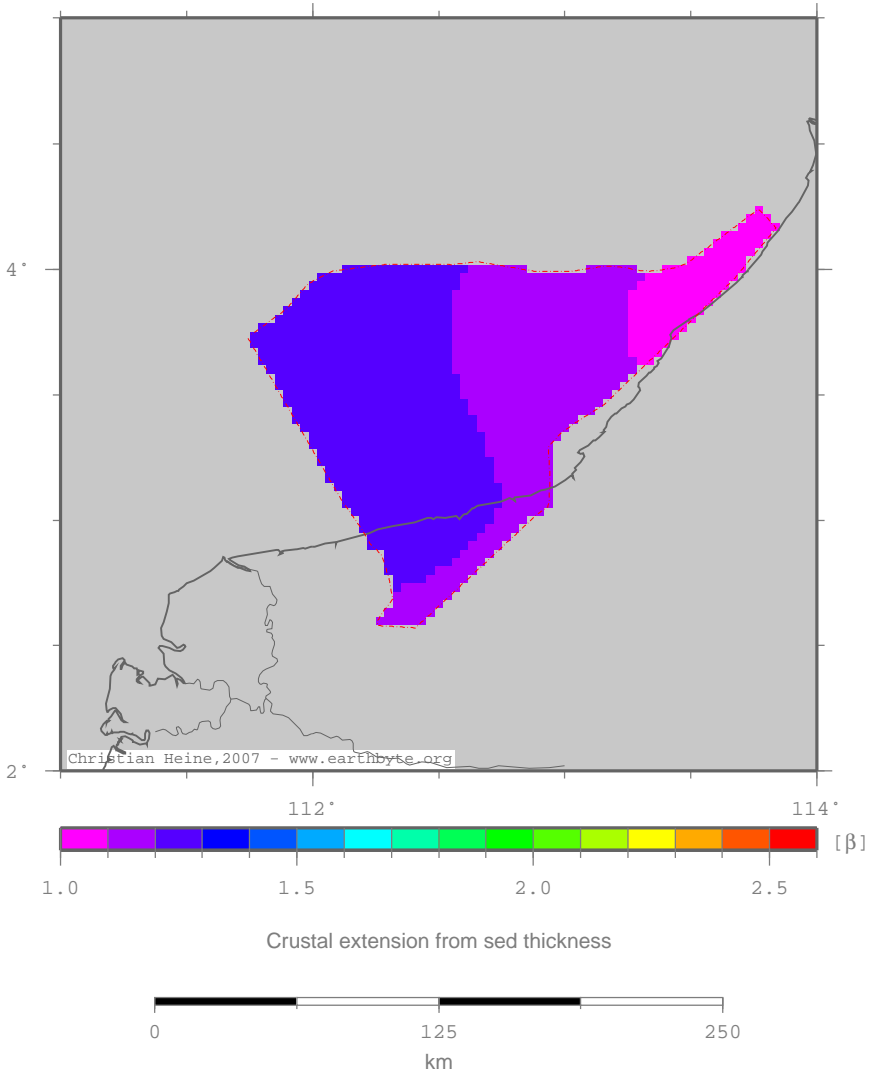 4°
2°
Christian Heine,2007 - www.earthbyte.org
112° 114°
[β]
1.0 1.5 2.0 2.5
Crustal extension from sed thickness
0 125 250
km